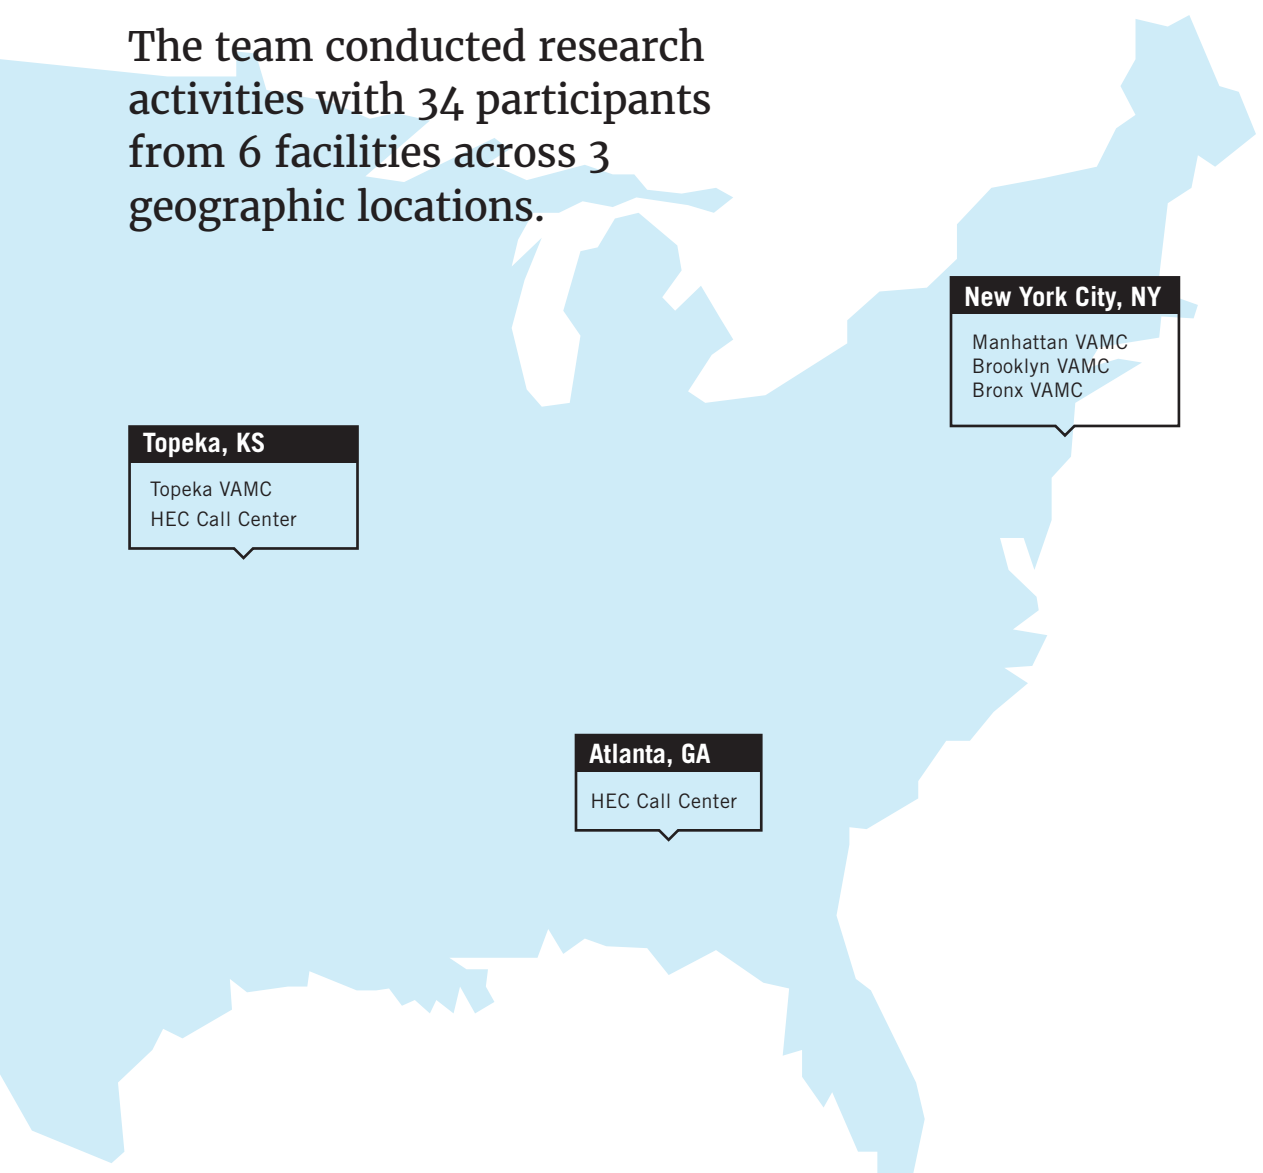 The team conducted research
activities with 34 participants
from 6 facilities across 3
geographic locations.
New York City, NY
Manhattan VAMC
Brooklyn VAMC
Bronx VAMC
Topeka, KS
Topeka VAMC
HEC Call Center
Atlanta, GA
HEC Call Center